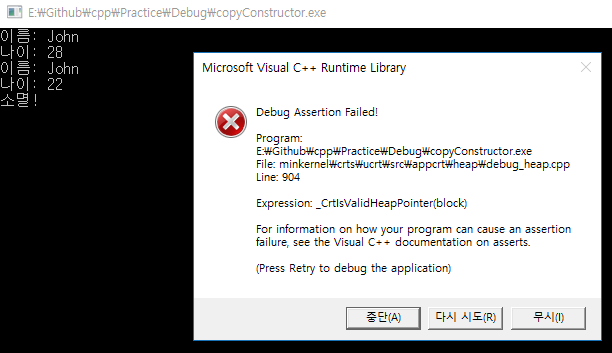 E:₩Github₩cpp₩Practice₩Debug₩copyConstructor.exe
이름: John
나이: 28
이름: John
나이: 22
소멸!
Microsoft Visual C++ Runtime Library
Debug Assertion Failed!
Program:
E:₩Github₩cpp₩Practice₩Debug₩copyConstructor.exe
File: minkernel₩crts₩ucrt₩src₩appcrt₩heap₩debug_heap.cpp
Line: 904
Expression: _CrtIsValidHeapPointer(block)
For information on how your program can cause an assertion
failure, see the Visual C++ documentation on asserts.
(Press Retry to debug the application)
중단(A)
다시 시도(R)
무시(I)